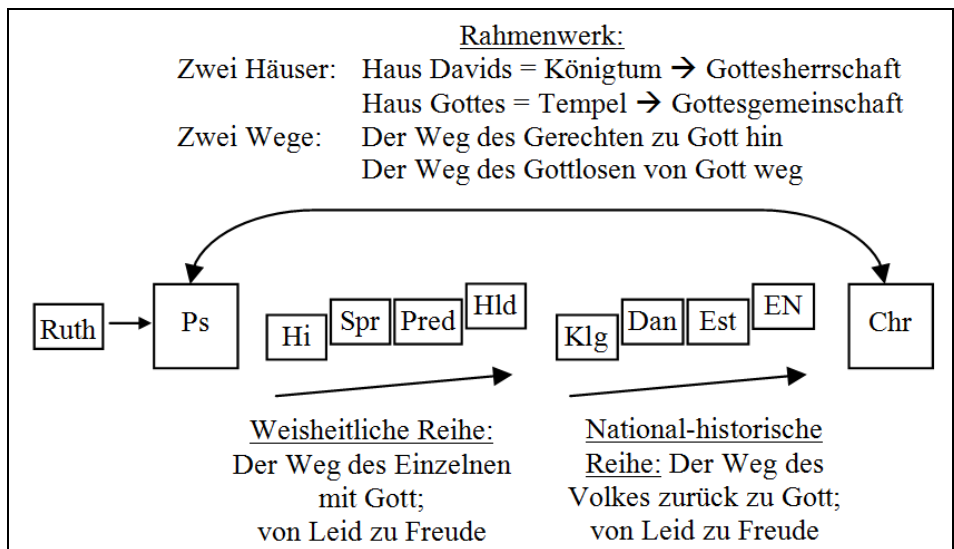 Rahmenwerk:
Zwei Häuser: Haus Davids = Königtum → Gottesherrschaft
Haus Gottes = Tempel → Gottesgemeinschaft
Zwei Wege: Der Weg des Gerechten zu Gott hin
Der Weg des Gottlosen von Gott weg
Ruth
Ps
Hi
Spr
Pred
Hld
Klg
Dan
Est
EN
Chr
Weisheitliche Reihe:
Der Weg des Einzelnen
mit Gott;
von Leid zu Freude
National-historische
Reihe: Der Weg des
Volkes zurück zu Gott;
von Leid zu Freude